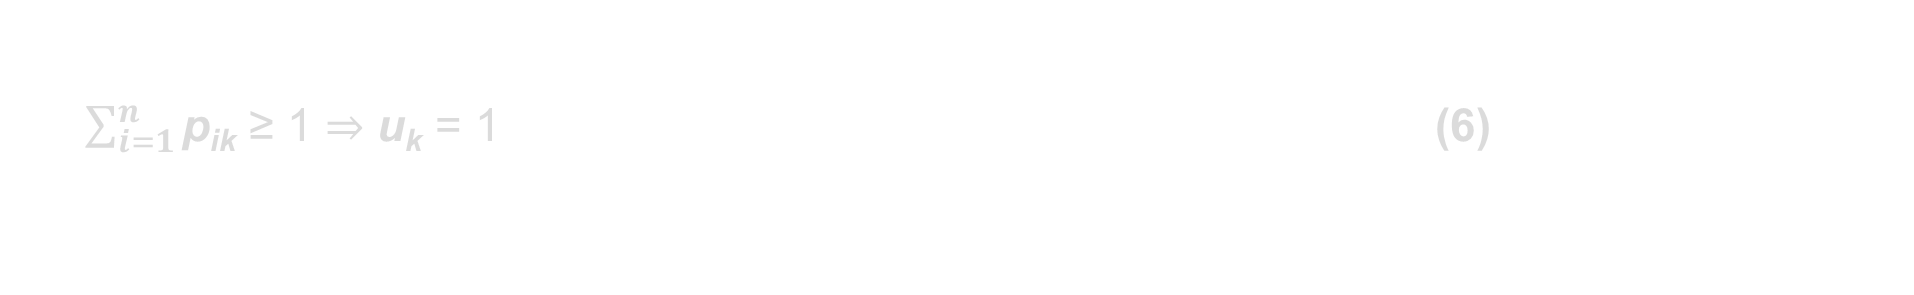 ∑ⁿᵢ₌₁ pᵢₖ ≥ 1 ⇒ uₖ = 1 (6)